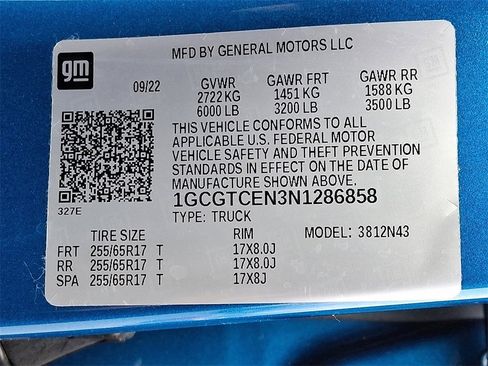 gm
MFD BY GENERAL MOTORS LLC
09/22 GVWR GAWR FRT GAWR RR
2722 KG 1451 KG 1588 KG
6000 LB 3200 LB 3500 LB
THIS VEHICLE CONFORMS TO ALL
APPLICABLE U.S. FEDERAL MOTOR
VEHICLE SAFETY AND THEFT PREVENTION
STANDARDS IN EFFECT ON THE DATE OF
MANUFACTURE SHOWN ABOVE.
327E
1GCGTCEN3N1286858
TYPE: TRUCK
TIRE SIZE RIM MODEL: 3812N43
FRT 255/65R17 T 17X8.0J
RR 255/65R17 T 17X8.0J
SPA 255/65R17 T 17X8J